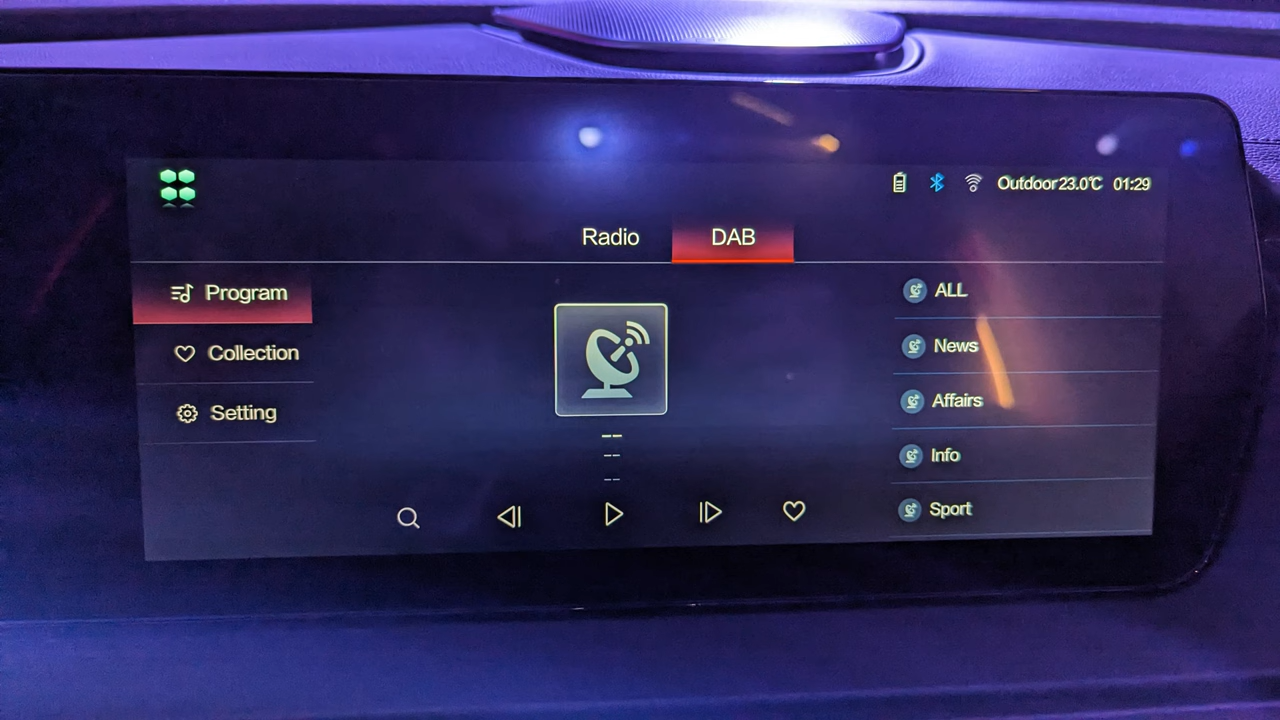 Outdoor23.0℃ 01:29
Radio DAB
Program
Collection
Setting
--
--
--
ALL
News
Affairs
Info
Sport